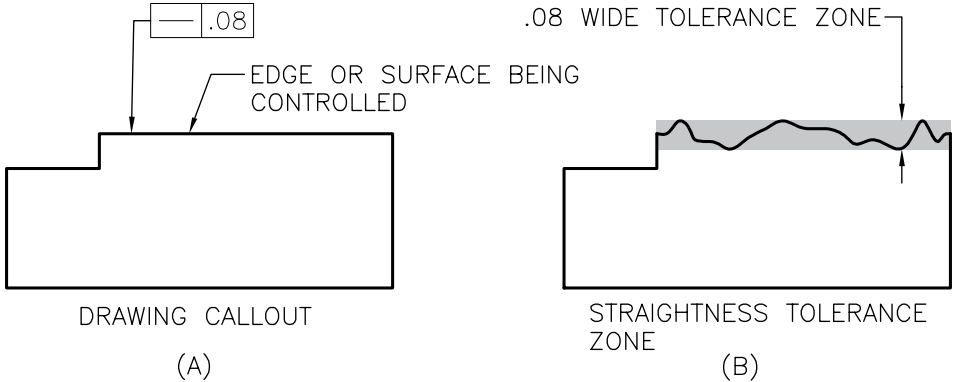 .08
EDGE OR SURFACE BEING
CONTROLLED
DRAWING CALLOUT
(A)
.08 WIDE TOLERANCE ZONE
STRAIGHTNESS TOLERANCE
ZONE
(B)